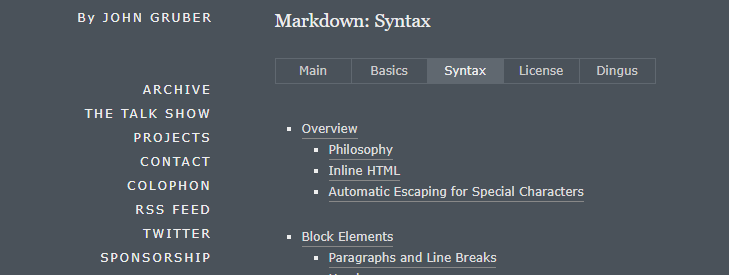 By JOHN GRUBER
ARCHIVE
THE TALK SHOW
PROJECTS
CONTACT
COLOPHON
RSS FEED
TWITTER
SPONSORSHIP
Markdown: Syntax
Main Basics Syntax License Dingus
Overview
Philosophy
Inline HTML
Automatic Escaping for Special Characters
Block Elements
Paragraphs and Line Breaks